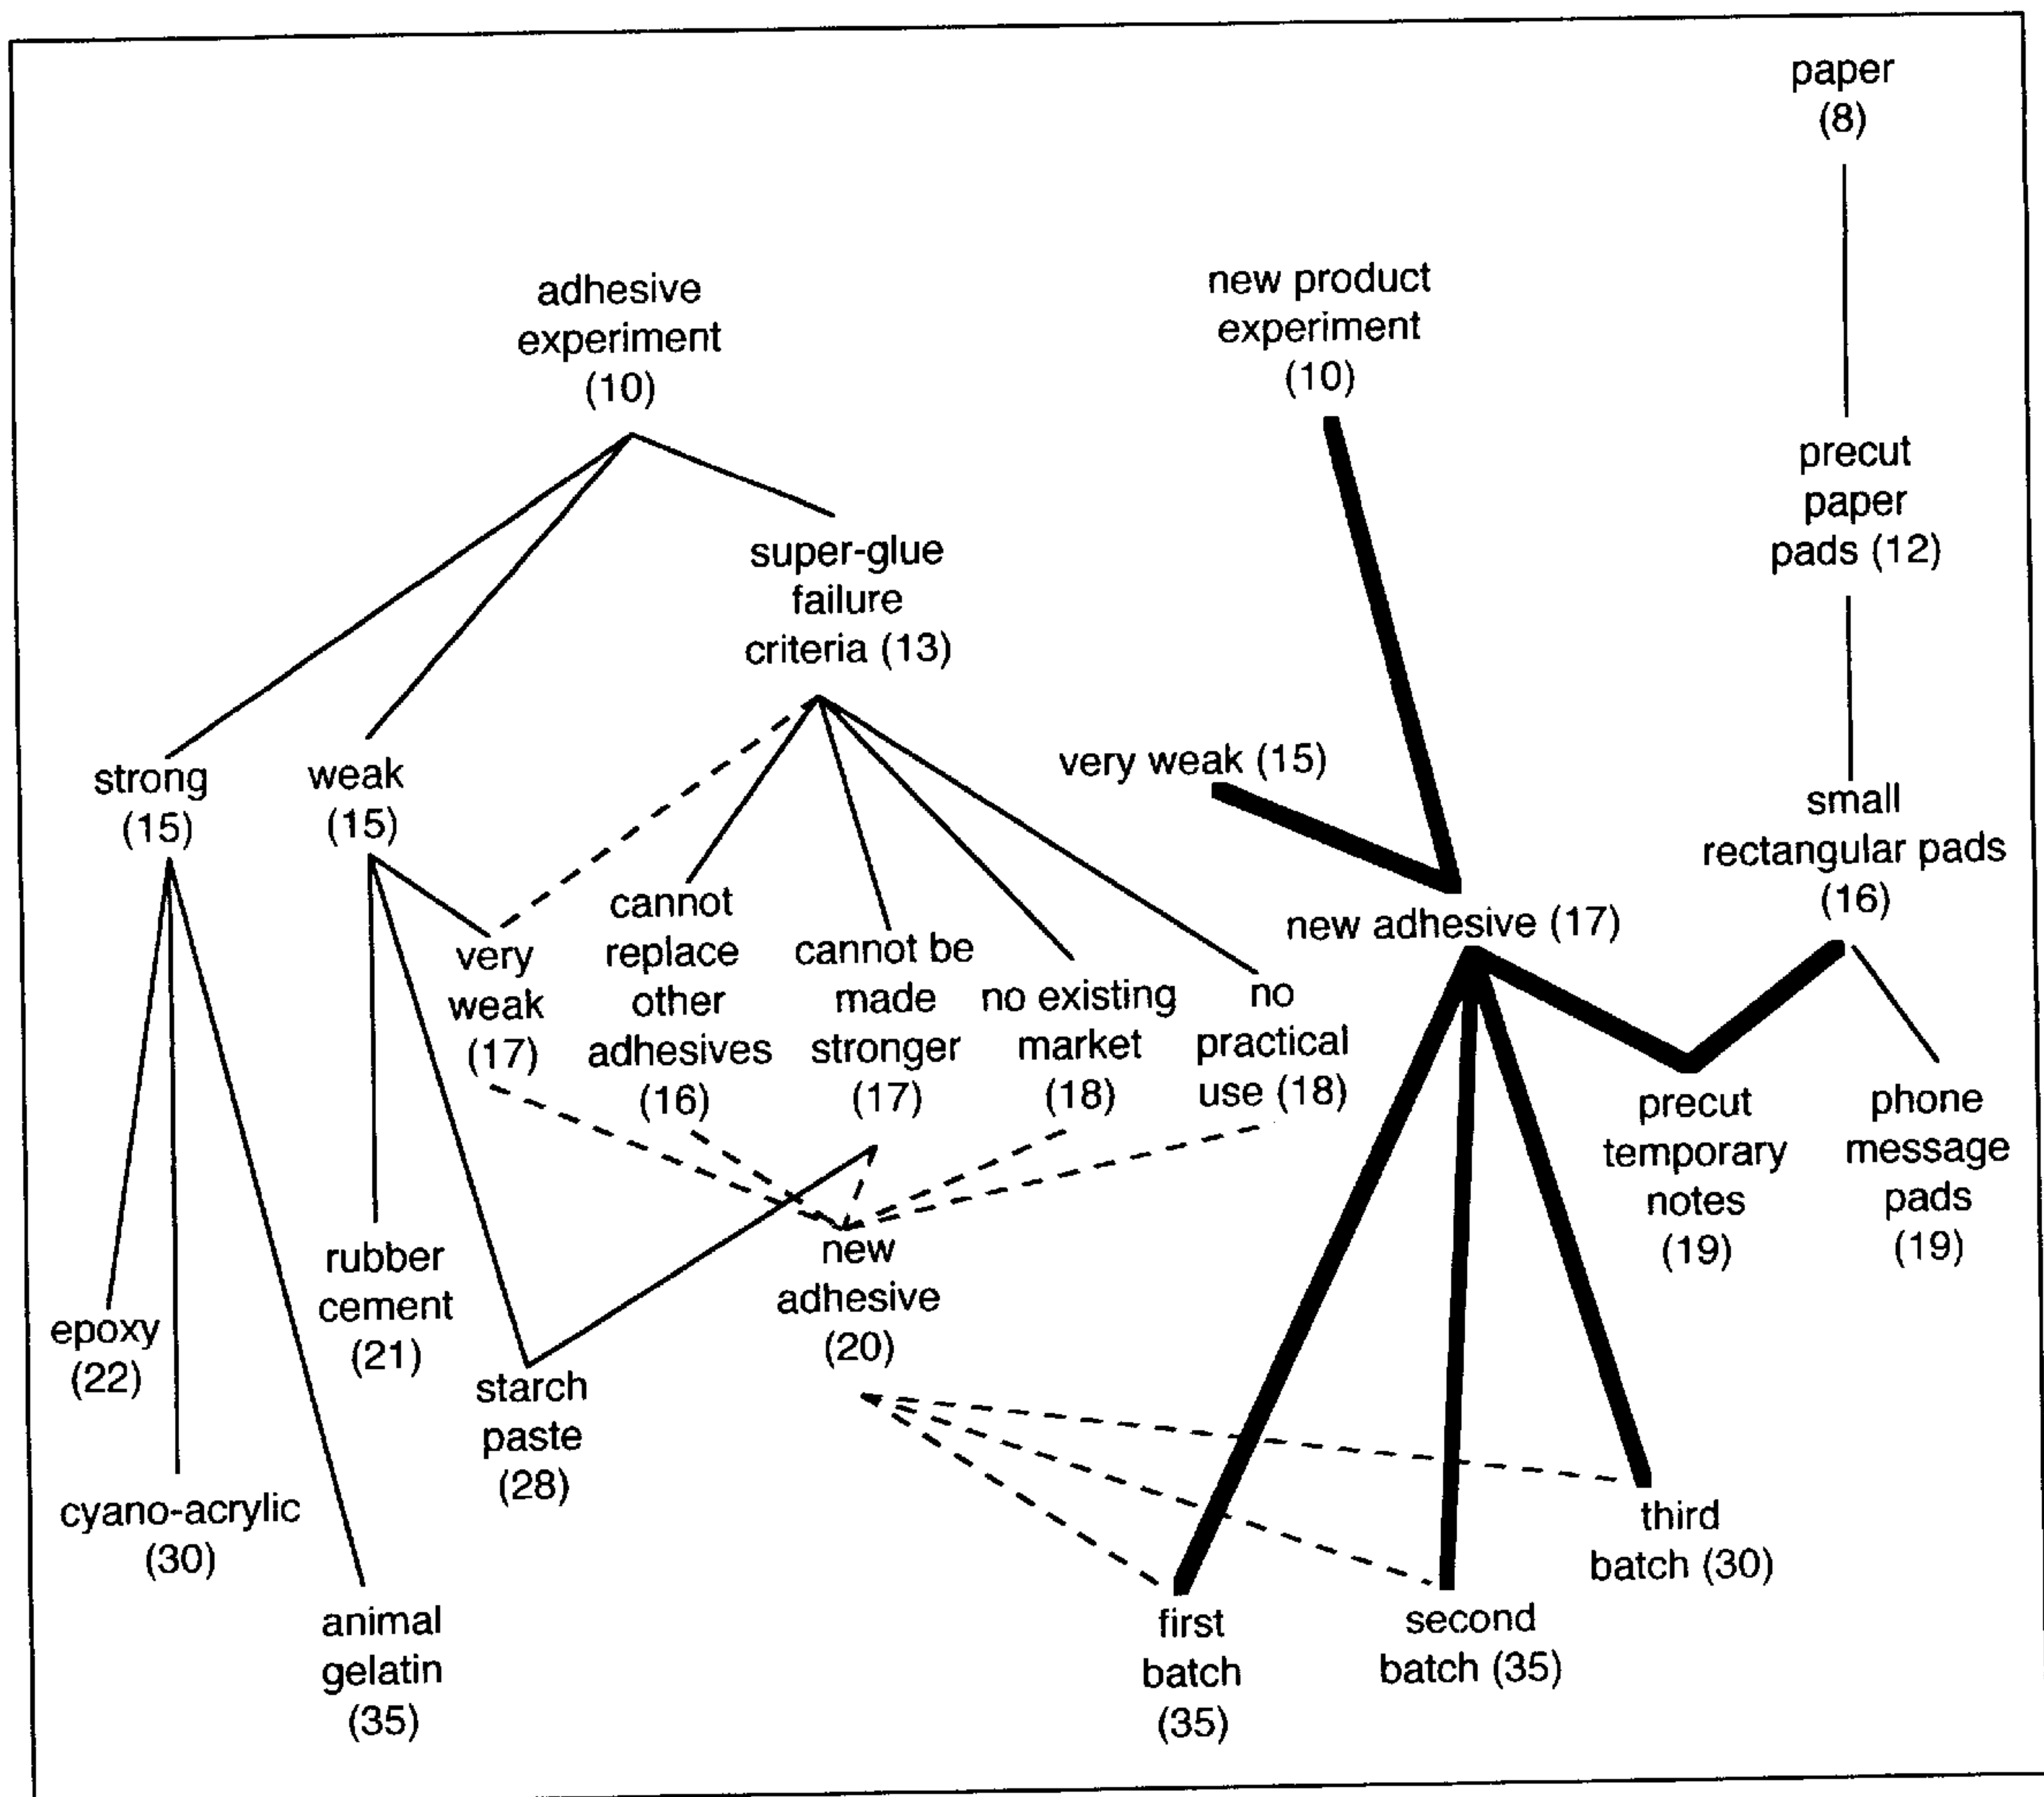 paper
(8)
adhesive
experiment
(10)
new product
experiment
(10)
precut
paper
pads (12)
super-glue
failure
criteria (13)
strong
(15)
weak
(15)
very weak (15)
small
rectangular pads
(16)
very
weak
(17)
cannot
replace
other
adhesives
(16)
cannot be
made
stronger
(17)
no existing
market
(18)
no
practical
use (18)
new adhesive (17)
precut
temporary
notes
(19)
phone
message
pads
(19)
epoxy
(22)
rubber
cement
(21)
new
adhesive
(20)
starch
paste
(28)
cyano-acrylic
(30)
animal
gelatin
(35)
first
batch
(35)
second
batch (35)
third
batch (30)